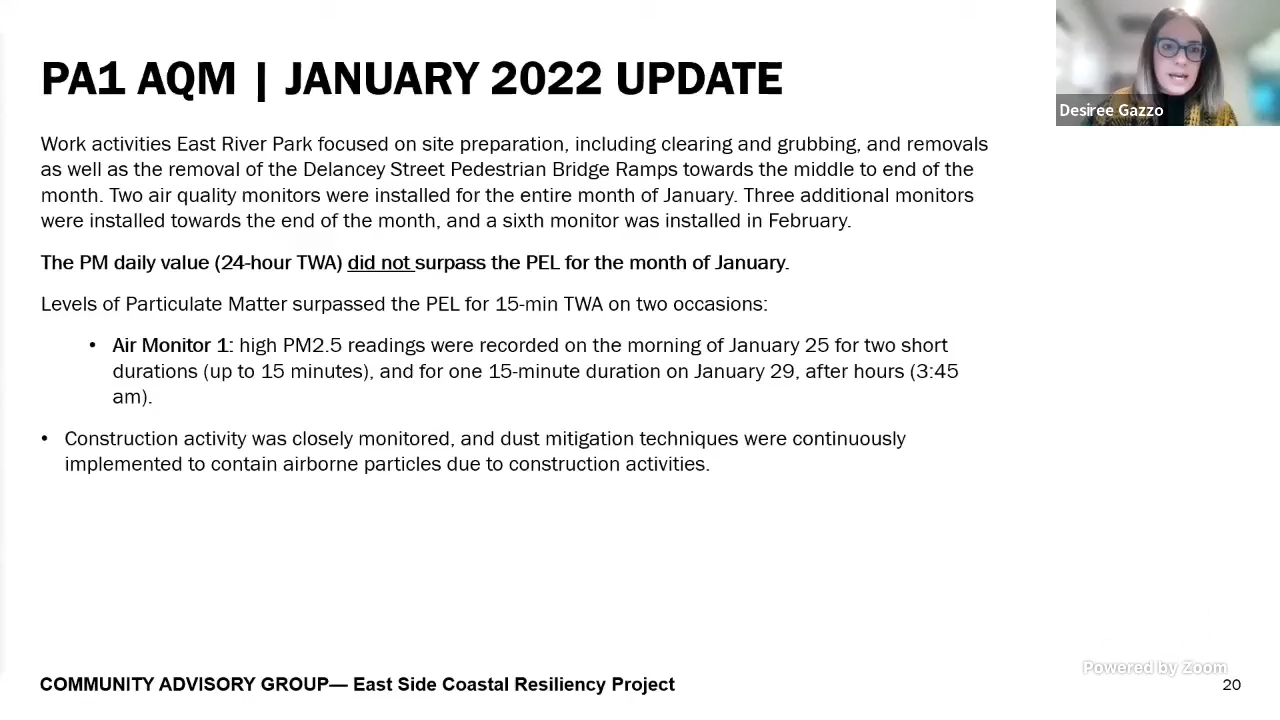 PA1 AQM | JANUARY 2022 UPDATE
Desiree Gazzo
Work activities East River Park focused on site preparation, including clearing and grubbing, and removals
as well as the removal of the Delancey Street Pedestrian Bridge Ramps towards the middle to end of the
month. Two air quality monitors were installed for the entire month of January. Three additional monitors
were installed towards the end of the month, and a sixth monitor was installed in February.
The PM daily value (24-hour TWA) did not surpass the PEL for the month of January.
Levels of Particulate Matter surpassed the PEL for 15-min TWA on two occasions:
• Air Monitor 1: high PM2.5 readings were recorded on the morning of January 25 for two short
durations (up to 15 minutes), and for one 15-minute duration on January 29, after hours (3:45
am).
• Construction activity was closely monitored, and dust mitigation techniques were continuously
implemented to contain airborne particles due to construction activities.
Powered by Zoom
COMMUNITY ADVISORY GROUP— East Side Coastal Resiliency Project
20